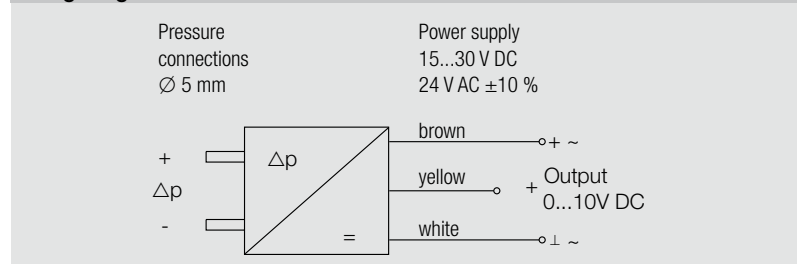 Pressure
connections
∅ 5 mm
Power supply
15...30 V DC
24 V AC ±10 %
+
△p
-
△p
=
brown
+ ~
yellow
+ Output
0...10V DC
white
⊥ ~